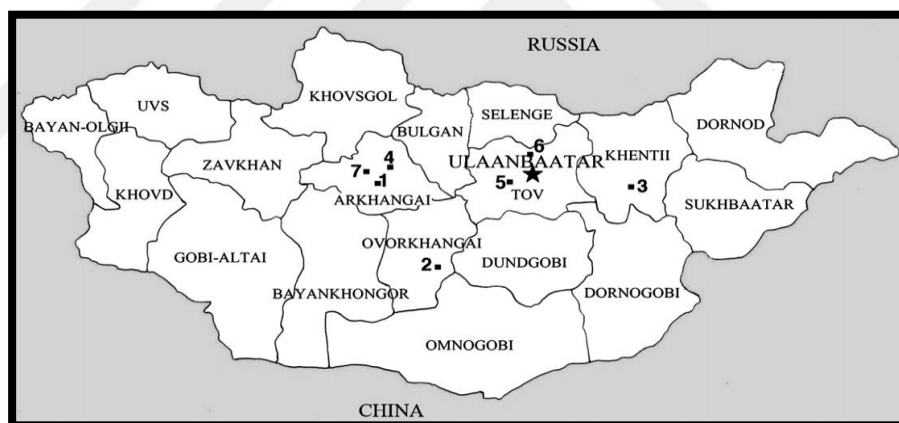 RUSSIA
KHOVSGOL
UVS
SELENGE
BAYAN-OLGII
BULGAN
DORNOD
6
ULAANBAATAR
KHENTII
ZAVKHAN
4
7
1
5
3
KHOVD
TOV
ARKHANGAI
SUKHBAATAR
OVORKHANGAI
GOBI-ALTAI
2
DUNDGOBI
BAYANKHONGOR
DORNOGOBI
OMNOGOBI
CHINA